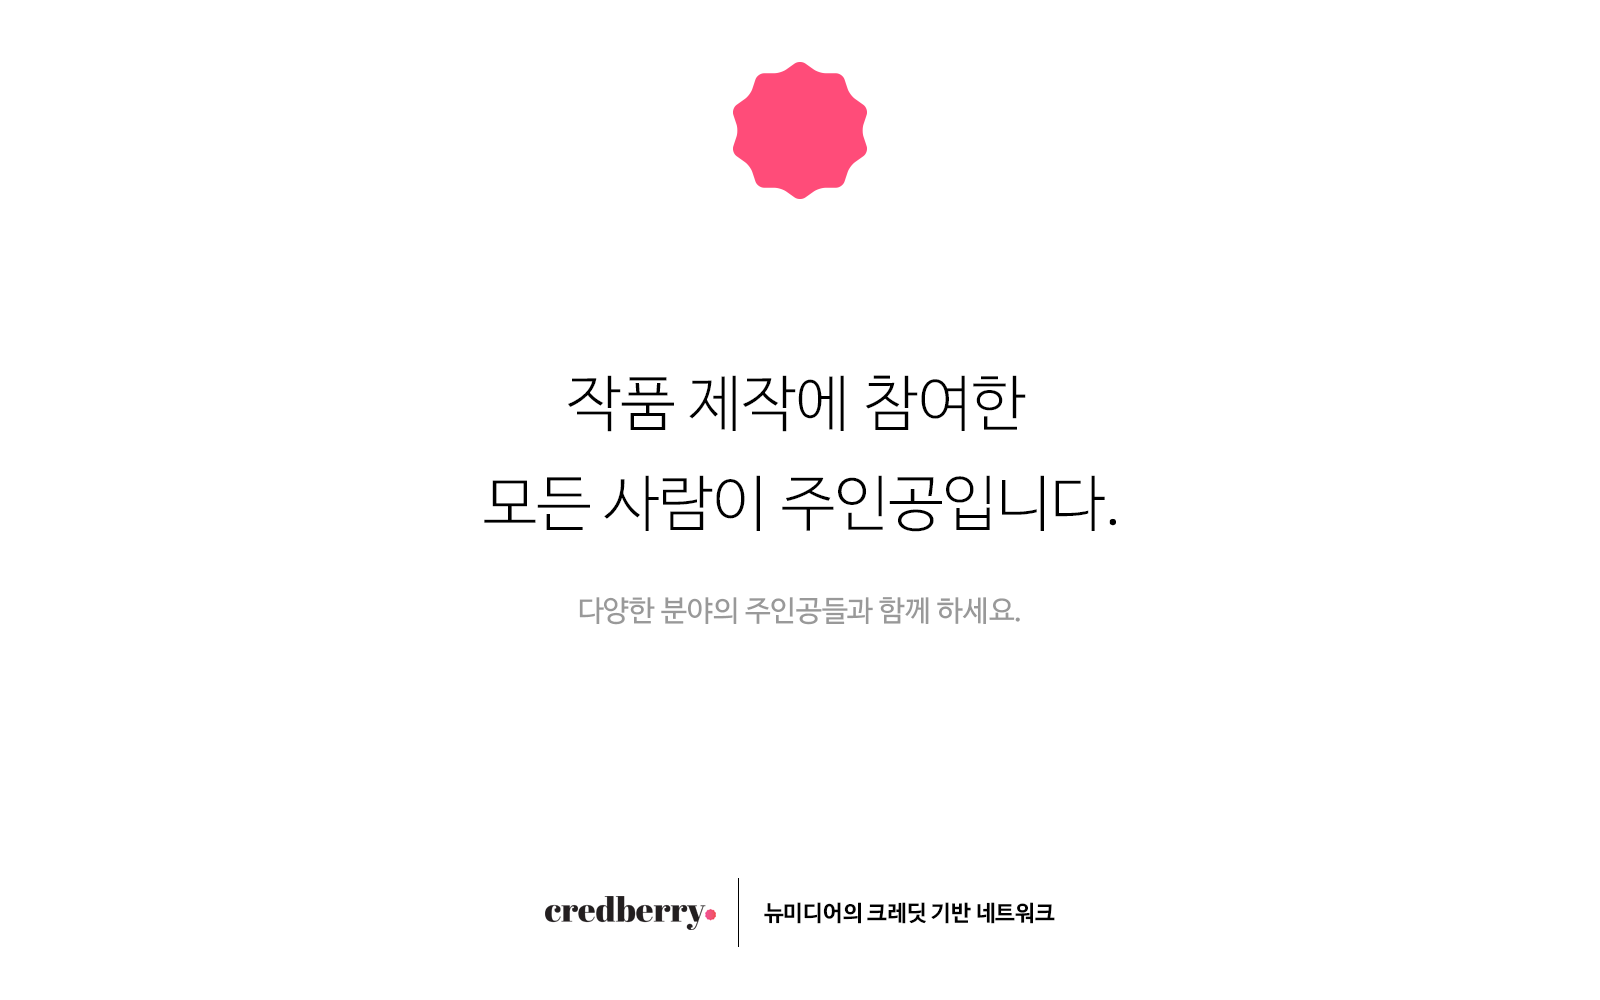 작품 제작에 참여한
모든 사람이 주인공입니다.
다양한 분야의 주인공들과 함께 하세요.
credberry
뉴미디어의 크레딧 기반 네트워크